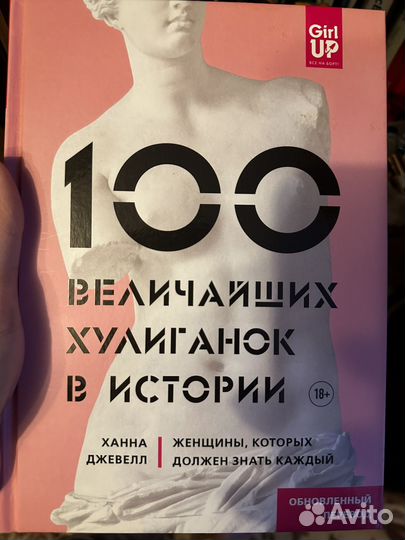 Girl
UP
ВСЕ НА БОРТ!
100
ВЕЛИЧАЙШИХ
ХУЛИГАНОК
В ИСТОРИИ
18+
ХАННА
ДЖЕВЕЛЛ
ЖЕНЩИНЫ, КОТОРЫХ
ДОЛЖЕН ЗНАТЬ КАЖДЫЙ
ОБНОВЛЕННЫЙ
Avito